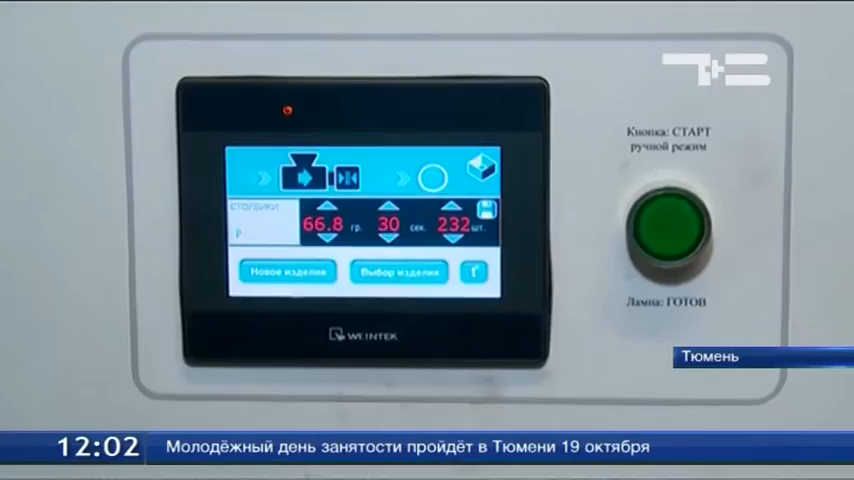 Кнопка: СТАРТ
ручной режим
СТОЛБИКИ
66.8 гр. 30 сек. 232 шт.
Р
Новое изделие Выбор изделия
WEINTEK
Лампа: ГОТОВ
Тюмень
12:02 Молодёжный день занятости пройдёт в Тюмени 19 октября